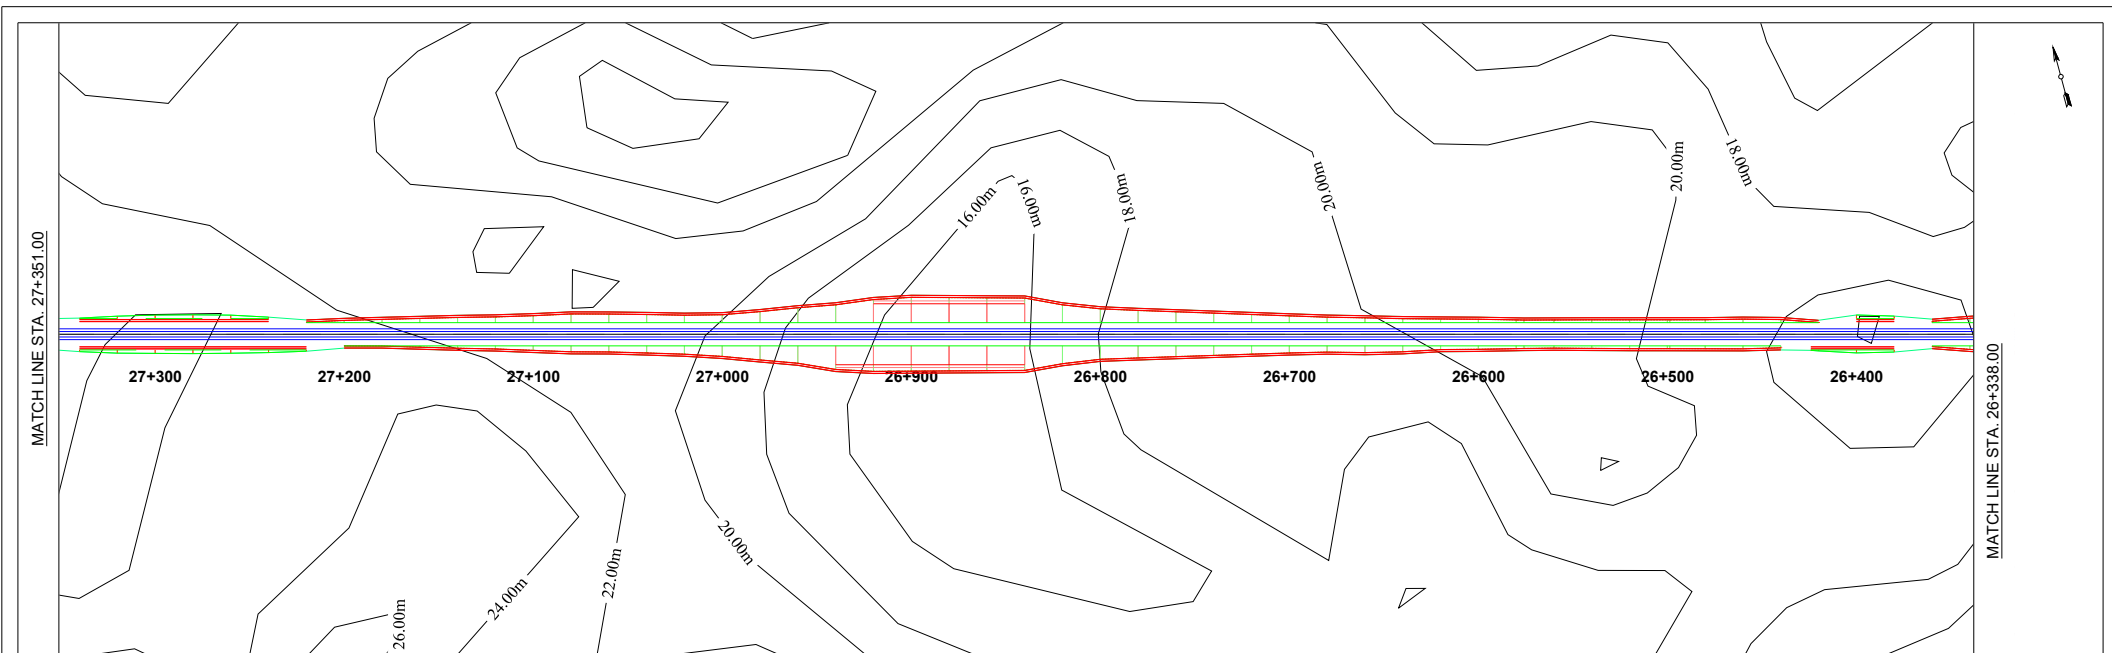 MATCH LINE STA. 27+351.00
16.00m
16.00m
18.00m
20.00m
20.00m
18.00m
27+300
27+200
27+100
27+000
26+900
26+800
26+700
26+600
26+500
26+400
MATCH LINE STA. 26+338.00
26.00m
24.00m
22.00m
20.00m